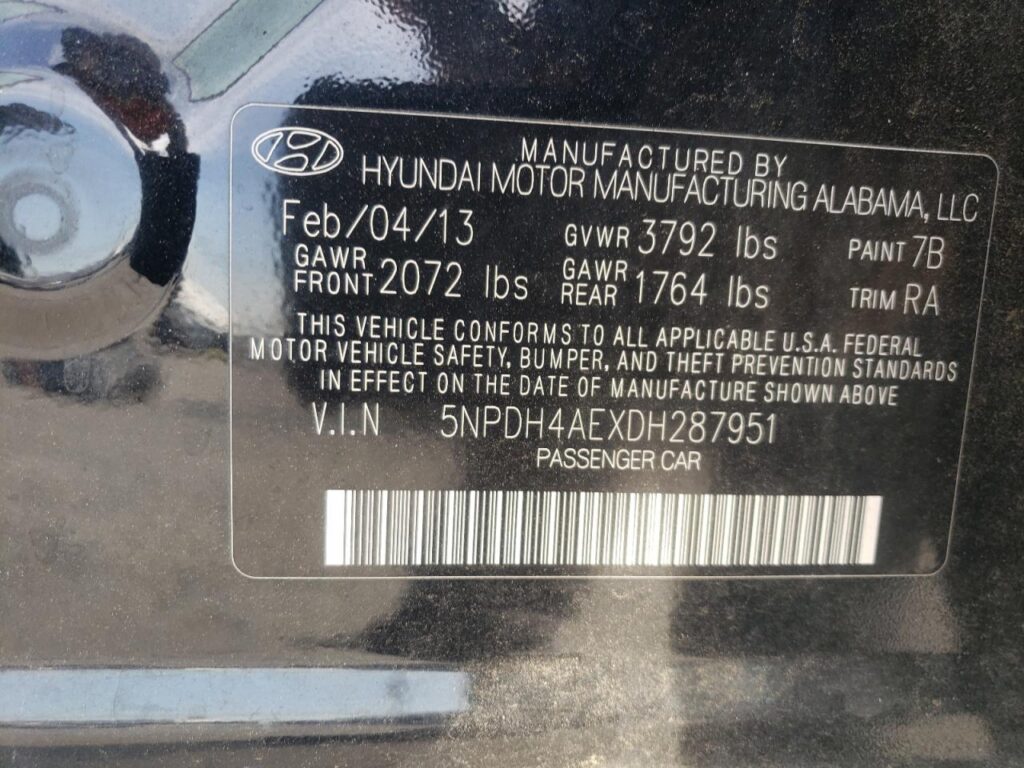 MANUFACTURED BY
HYUNDAI MOTOR MANUFACTURING ALABAMA, LLC
Feb/04/13 GVWR 3792 lbs PAINT 7B
GAWR FRONT 2072 lbs GAWR REAR 1764 lbs TRIM RA
THIS VEHICLE CONFORMS TO ALL APPLICABLE U.S.A. FEDERAL
MOTOR VEHICLE SAFETY, BUMPER, AND THEFT PREVENTION STANDARDS
IN EFFECT ON THE DATE OF MANUFACTURE SHOWN ABOVE
V.I.N 5NPDH4AEXDH287951
PASSENGER CAR